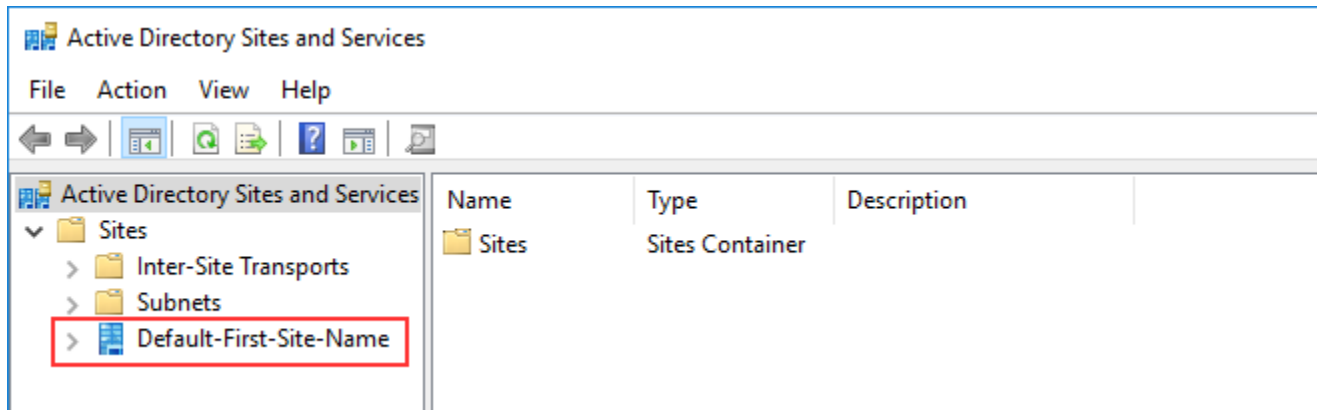 Active Directory Sites and Services
File Action View Help
Active Directory Sites and Services
Name Type Description
Sites
Sites Sites Container
Inter-Site Transports
Subnets
Default-First-Site-Name